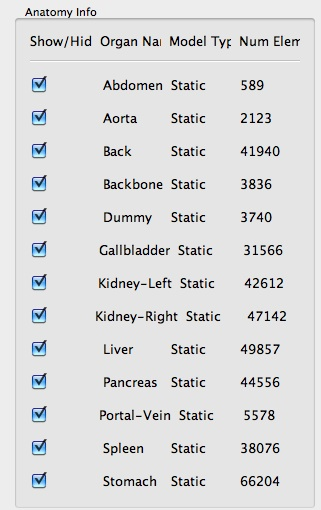 Anatomy Info
Show/Hid Organ Nai Model Typ Num Elem
Abdomen Static 589
Aorta Static 2123
Back Static 41940
Backbone Static 3836
Dummy Static 3740
Gallbladder Static 31566
Kidney-Left Static 42612
Kidney-Right Static 47142
Liver Static 49857
Pancreas Static 44556
Portal-Vein Static 5578
Spleen Static 38076
Stomach Static 66204